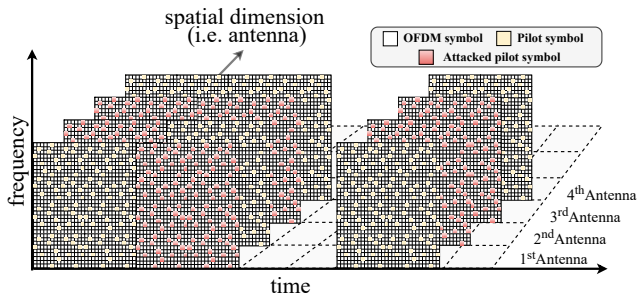 spatial dimension
(i.e. antenna)
OFDM symbol
Pilot symbol
Attacked pilot symbol
frequency
4thAntenna
3rdAntenna
2ndAntenna
1stAntenna
time